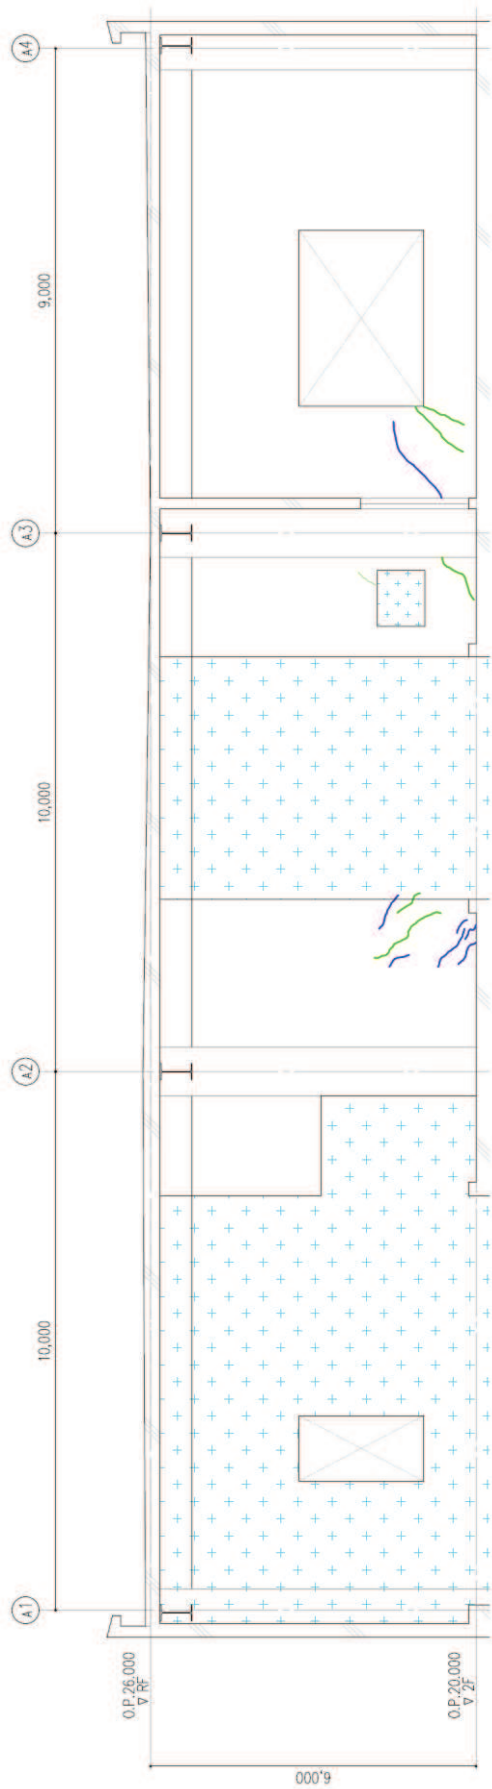 A1
A2
A3
A4
10,000
10,000
9,000
O.P.26.000
▽ RF
O.P.20.000
▽ 2F
6,000